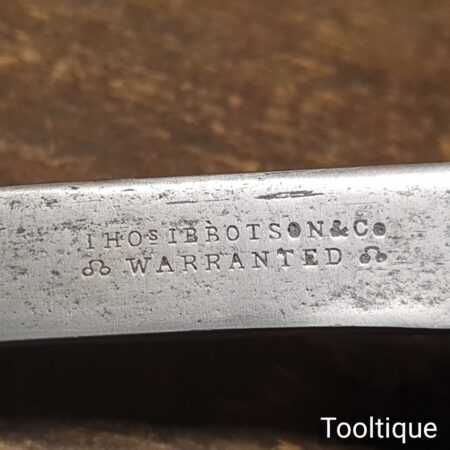 THOS IBBOTSON & Co
WARRANTED
Tooltique